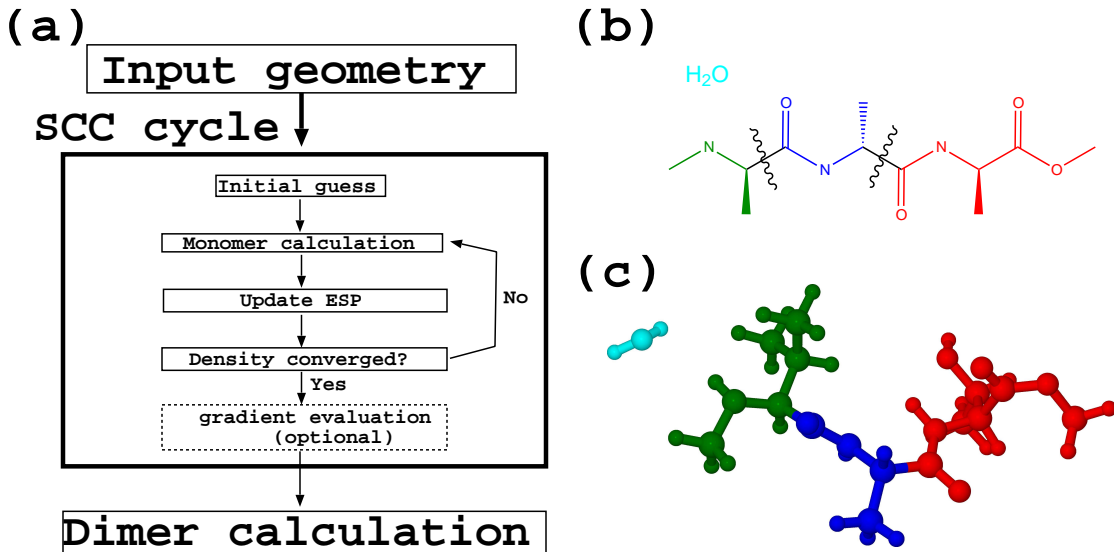 (a)
Input geometry
SCC cycle
Initial guess
Monomer calculation
Update ESP
No
Density converged?
Yes
gradient evaluation
(optional)
Dimer calculation
(b)
H₂O
O
O
N
N
N
O
O
(c)